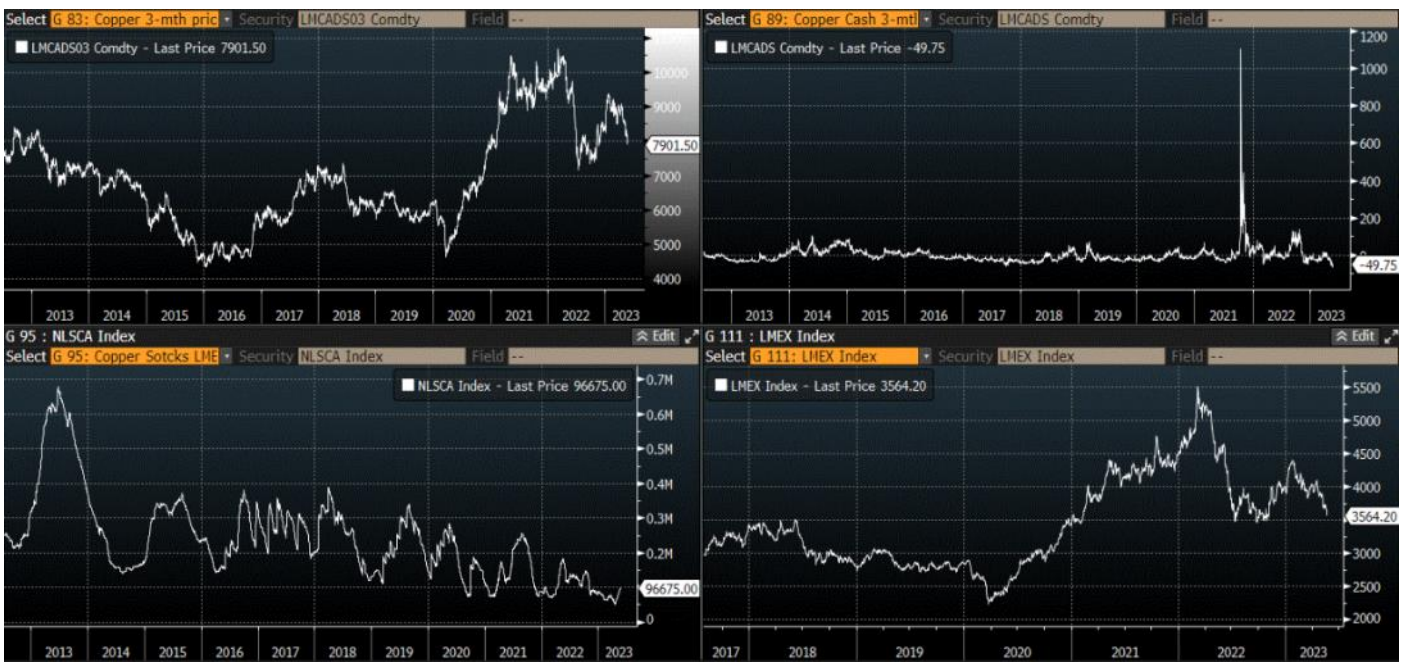 Select G 83: Copper 3-mth pric Security LMCADS03 Comdty Field --
LMCADS03 Comdty - Last Price 7901.50
10000
9000
7901.50
7000
6000
5000
4000
2013 2014 2015 2016 2017 2018 2019 2020 2021 2022 2023
Select G 89: Copper Cash 3-mtl Security LMCADS Comdty Field --
LMCADS Comdty - Last Price -49.75
1200
1000
800
600
400
200
0
-49.75
2013 2014 2015 2016 2017 2018 2019 2020 2021 2022 2023
G 95 : NLSCA Index Edit
Select G 95: Copper Sotcks LME Security NLSCA Index Field --
NLSCA Index - Last Price 96675.00
0.7M
0.6M
0.5M
0.4M
0.3M
0.2M
96675.00
0
2013 2014 2015 2016 2017 2018 2019 2020 2021 2022 2023
G 111 : LMEX Index Edit
Select G 111: LMEX Index Security LMEX Index Field --
LMEX Index - Last Price 3564.20
5500
5000
4500
4000
3564.20
3000
2500
2000
2017 2018 2019 2020 2021 2022 2023